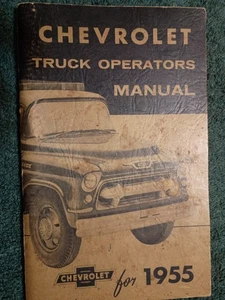 CHEVROLET
TRUCK OPERATORS
MANUAL
CHEVROLET for 1955